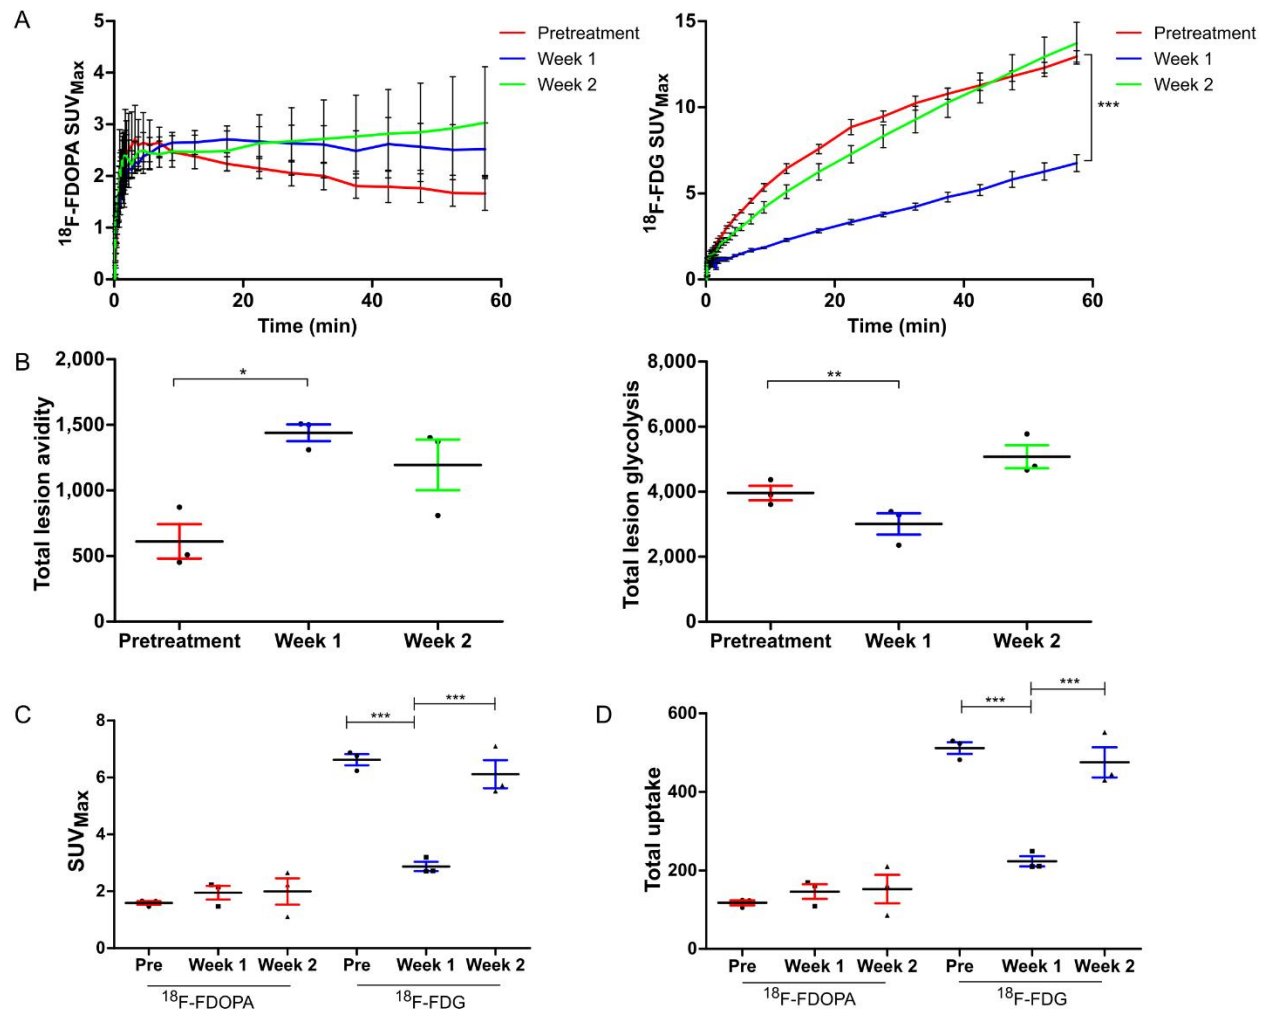 A
5
4
3
2
1
0
0 20 40 60
18F-FDOPA SUVMax
Time (min)
Pretreatment
Week 1
Week 2
15
10
5
0
0 20 40 60
18F-FDG SUVMax
Time (min)
Pretreatment
Week 1
Week 2
***
B
2,000
1,500
1,000
500
0
Total lesion avidity
*
Pretreatment Week 1 Week 2
8,000
6,000
4,000
2,000
0
Total lesion glycolysis
**
Pretreatment Week 1 Week 2
C
8
6
4
2
0
SUVMax
***
***
Pre Week 1 Week 2 Pre Week 1 Week 2
18F-FDOPA 18F-FDG
D
600
400
200
0
Total uptake
***
***
Pre Week 1 Week 2 Pre Week 1 Week 2
18F-FDOPA 18F-FDG